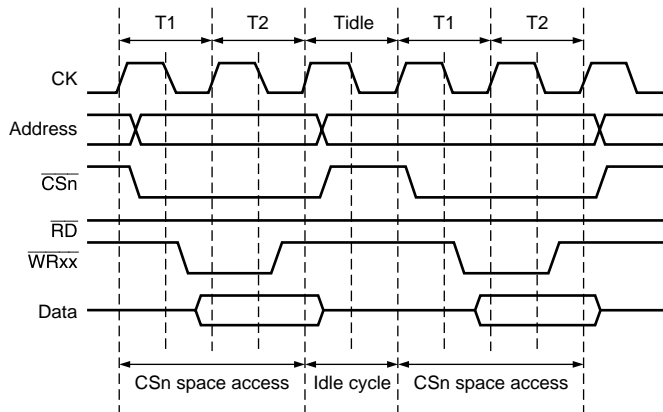 T1 T2 Tidle T1 T2
CK
Address
CSn
RD
WRxx
Data
CSn space access Idle cycle CSn space access